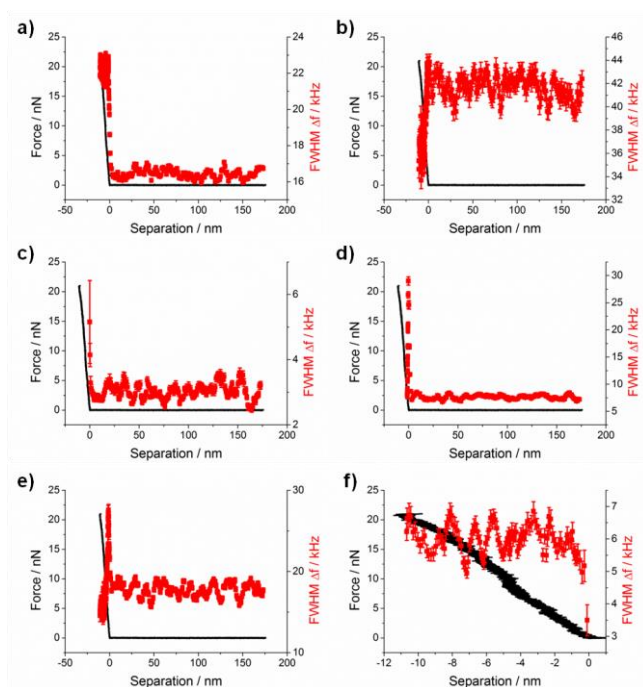 a)
25
20
15
10
5
0
Force / nN
-50 0 50 100 150 200
Separation / nm
24
22
20
18
16
FWHM Δf / kHz
b)
25
20
15
10
5
0
Force / nN
-50 0 50 100 150 200
Separation / nm
46
44
42
40
38
36
34
32
FWHM Δf / kHz
c)
25
20
15
10
5
0
Force / nN
-50 0 50 100 150 200
Separation / nm
6
4
2
FWHM Δf / kHz
d)
25
20
15
10
5
0
Force / nN
-50 0 50 100 150 200
Separation / nm
30
25
20
15
10
5
FWHM Δf / kHz
e)
25
20
15
10
5
0
Force / nN
-50 0 50 100 150 200
Separation / nm
30
20
10
FWHM Δf / kHz
f)
25
20
15
10
5
0
Force / nN
-12 -10 -8 -6 -4 -2 0
Separation / nm
7
6
5
4
3
FWHM Δf / kHz